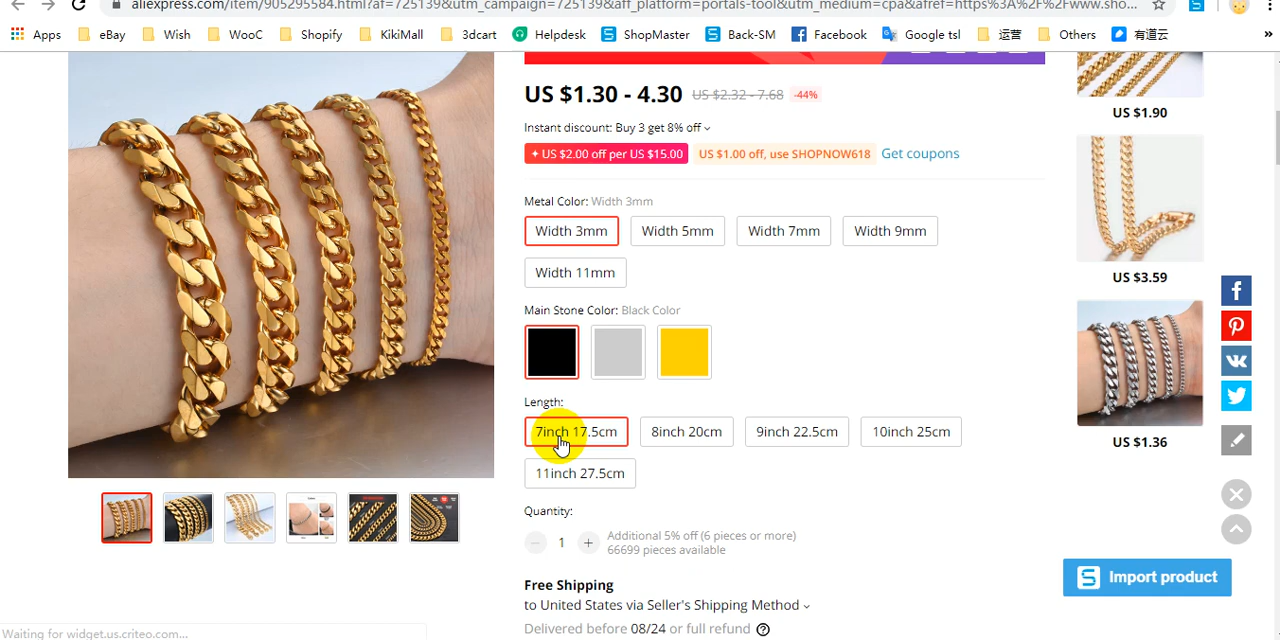 aliexpress.com/item/905295584.html?af=725139&utm_campaign=725139&aff_platform=portals-tool&utm_medium=cpa&afref=https%3A%2F%2Fwww.sho...
Apps eBay Wish WooC Shopify KikiMall 3dcart Helpdesk ShopMaster Back-SM Facebook Google tsl 运营 Others 有道云 »
US $1.30 - 4.30 US $2.32 - 7.68 -44%
US $1.90
Instant discount: Buy 3 get 8% off
US $2.00 off per US $15.00 US $1.00 off, use SHOPNOW618 Get coupons
Metal Color: Width 3mm
Width 3mm Width 5mm Width 7mm Width 9mm
Width 11mm
US $3.59
Main Stone Color: Black Color
Length:
7inch 17.5cm 8inch 20cm 9inch 22.5cm 10inch 25cm
US $1.36
11inch 27.5cm
Quantity:
1
Additional 5% off (6 pieces or more)
66699 pieces available
Free Shipping
Import product
to United States via Seller's Shipping Method
Delivered before 08/24 or full refund
Waiting for widget.us.criteo.com...